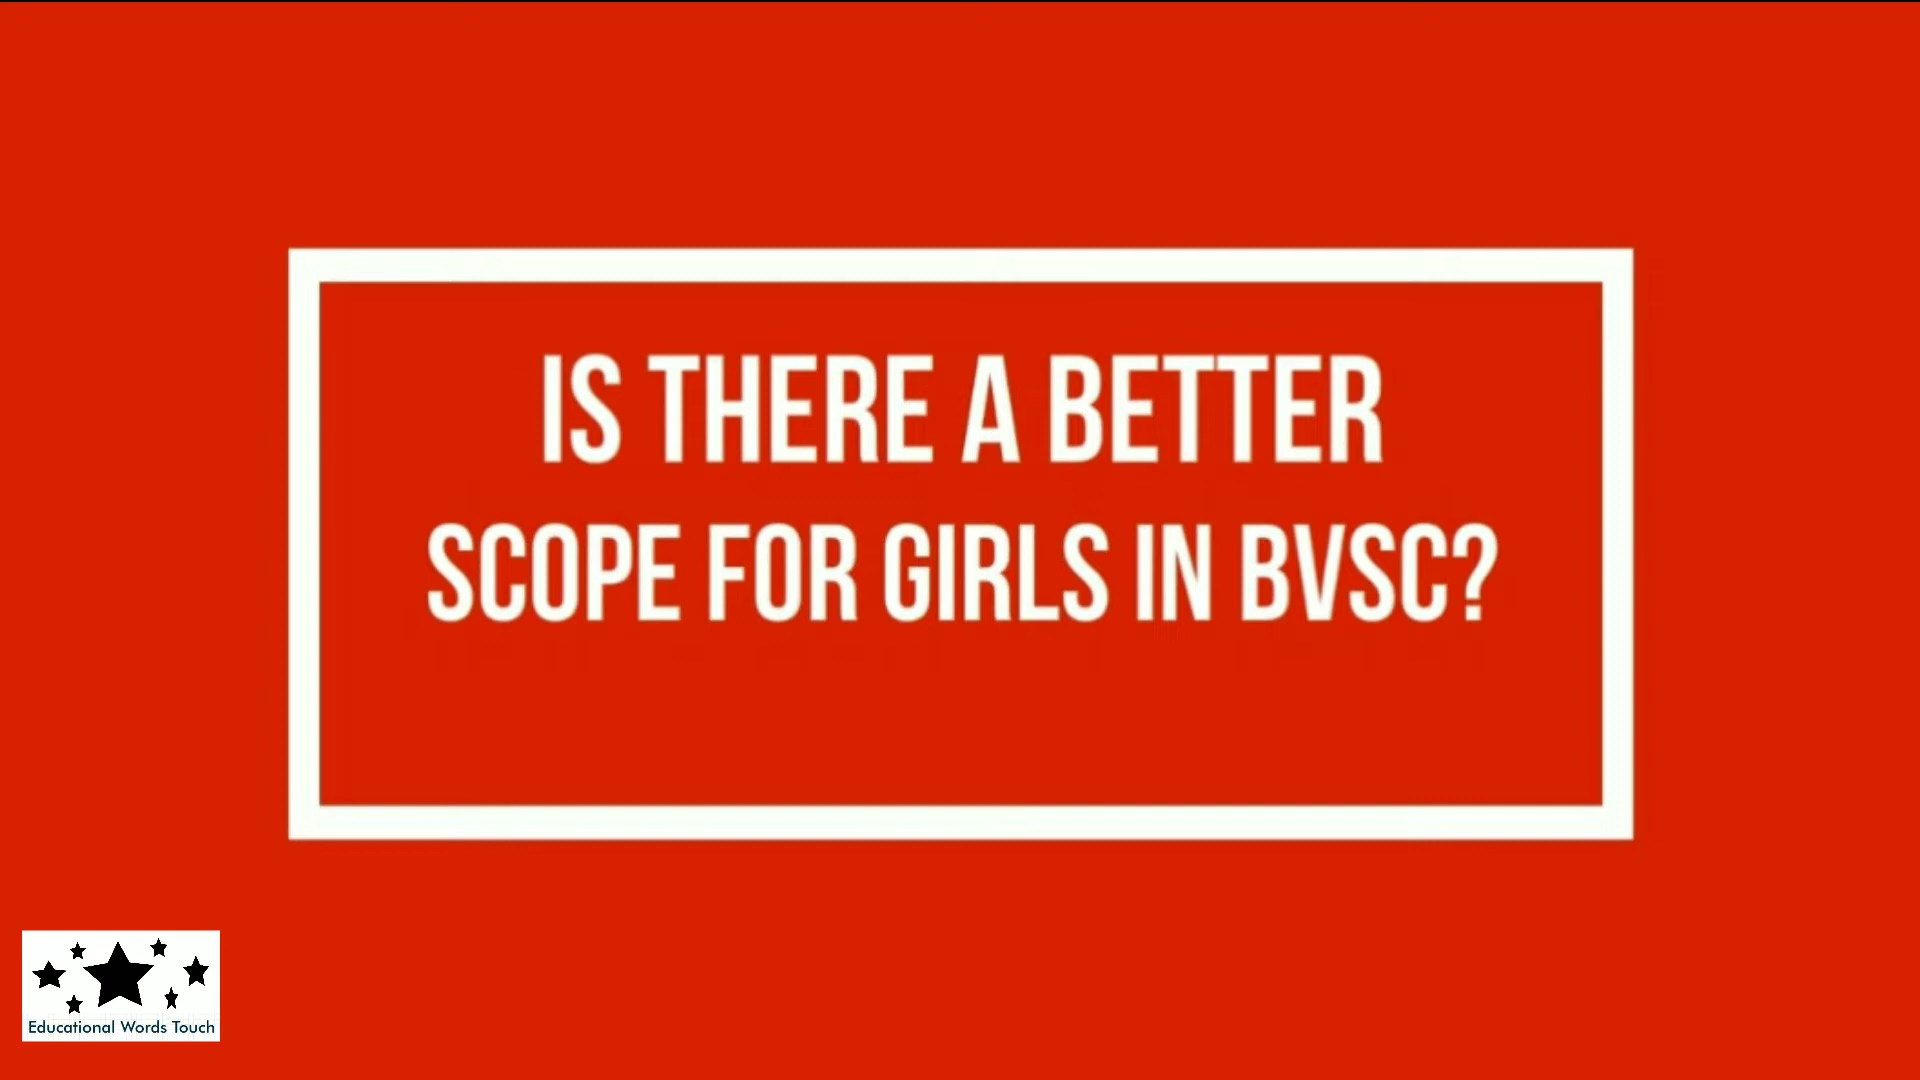 IS THERE A BETTER
SCOPE FOR GIRLS IN BVSC?
Educational Words Touch